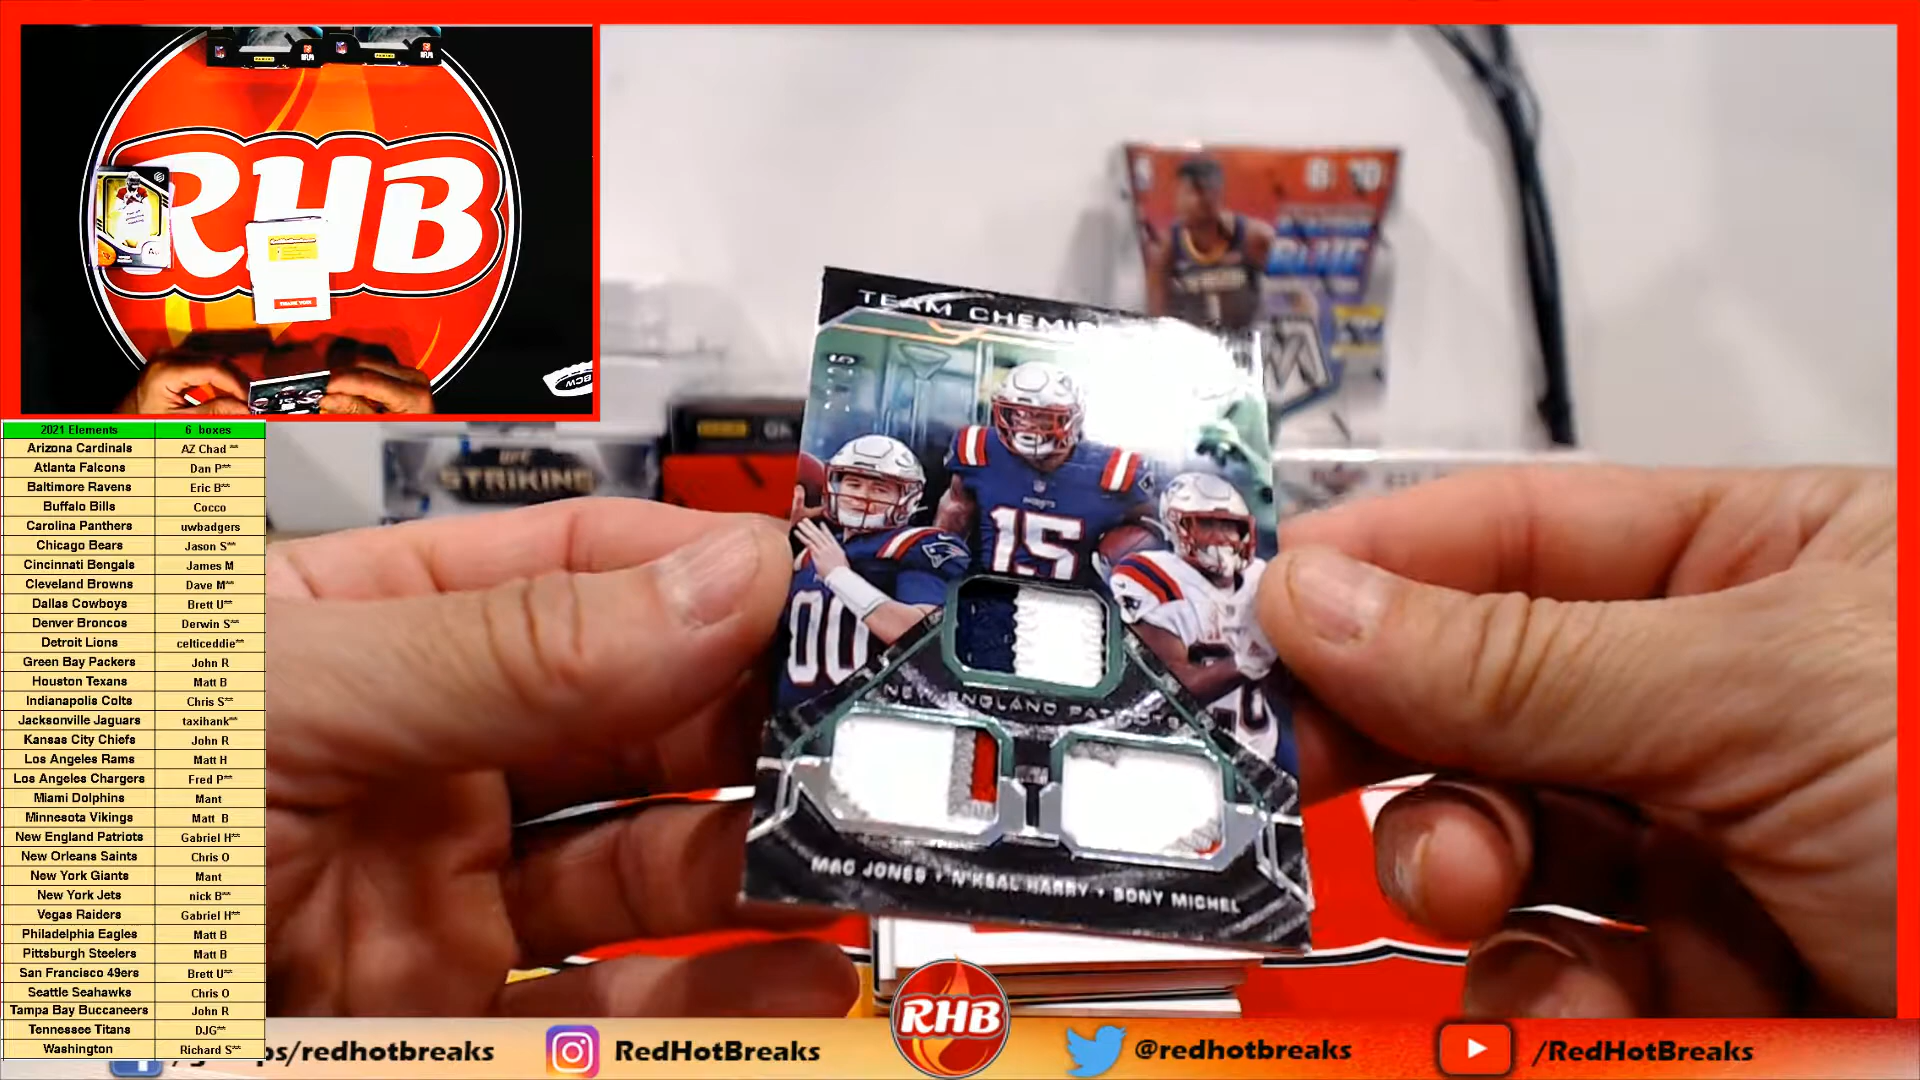 RHB
THANK YOU!
BCW
2021 Elements 6 boxes
Arizona Cardinals AZ Chad **
Atlanta Falcons Dan P**
Baltimore Ravens Eric B**
Buffalo Bills Cocco
Carolina Panthers uwbadgers
Chicago Bears Jason S**
Cincinnati Bengals James M
Cleveland Browns Dave M**
Dallas Cowboys Brett U**
Denver Broncos Derwin S**
Detroit Lions celticeddie**
Green Bay Packers John R
Houston Texans Matt B
Indianapolis Colts Chris S**
Jacksonville Jaguars taxihank**
Kansas City Chiefs John R
Los Angeles Rams Matt H
Los Angeles Chargers Fred P**
Miami Dolphins Mant
Minnesota Vikings Matt B
New England Patriots Gabriel H**
New Orleans Saints Chris O
New York Giants Mant
New York Jets nick B**
Vegas Raiders Gabriel H**
Philadelphia Eagles Matt B
Pittsburgh Steelers Matt B
San Francisco 49ers Brett U**
Seattle Seahawks Chris O
Tampa Bay Buccaneers John R
Tennessee Titans DJG**
Washington Richard S**
BLUE
UFC
STRIKING
TEAM CHEMIS
15
00
NEW ENGLAND PATRIOTS
MAC JONES • N'KEAL HARRY • SONY MICHEL
RHB
/groups/redhotbreaks
RedHotBreaks
@redhotbreaks
/RedHotBreaks